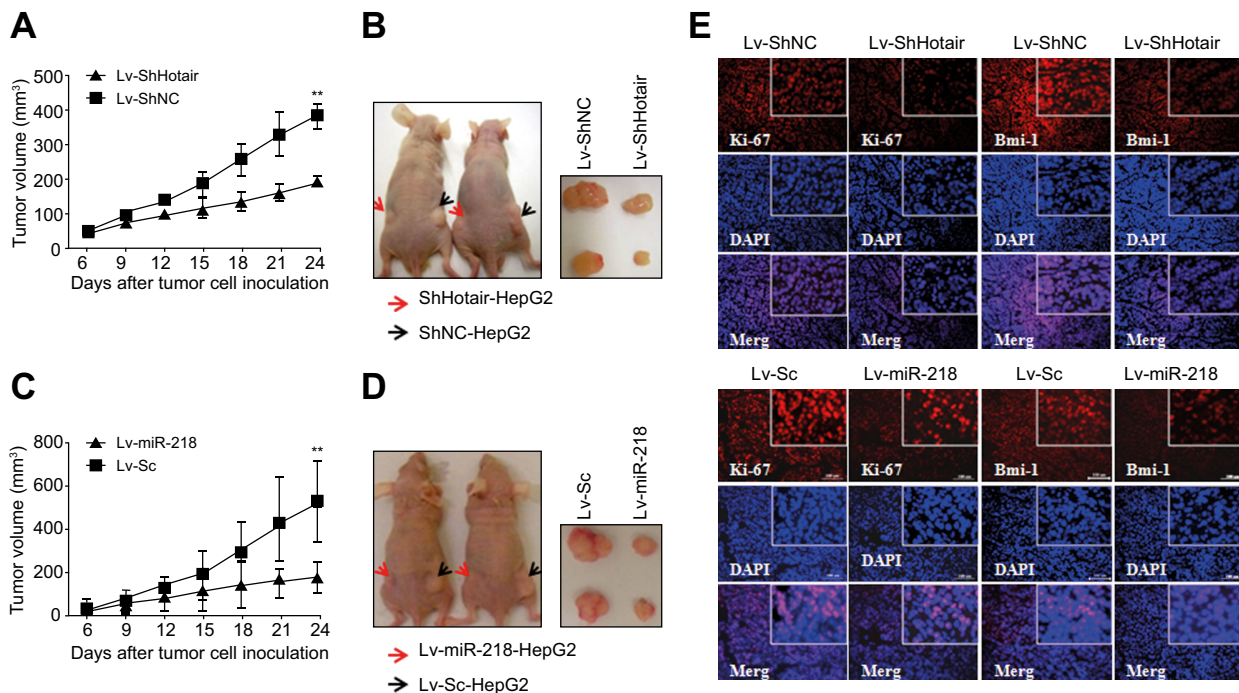 A
Lv-ShHotair
Lv-ShNC
**
Tumor volume (mm³)
500
400
300
200
100
0
6 9 12 15 18 21 24
Days after tumor cell inoculation
B
Lv-ShNC
Lv-ShHotair
ShHotair-HepG2
ShNC-HepG2
C
Lv-miR-218
Lv-Sc
**
Tumor volume (mm³)
800
600
400
200
0
6 9 12 15 18 21 24
Days after tumor cell inoculation
D
Lv-Sc
Lv-miR-218
Lv-miR-218-HepG2
Lv-Sc-HepG2
E
Lv-ShNC Lv-ShHotair Lv-ShNC Lv-ShHotair
Ki-67 Ki-67 Bmi-1 Bmi-1
DAPI DAPI DAPI DAPI
Merg Merg Merg Merg
Lv-Sc Lv-miR-218 Lv-Sc Lv-miR-218
Ki-67 Ki-67 Bmi-1 Bmi-1
DAPI DAPI DAPI DAPI
Merg Merg Merg Merg